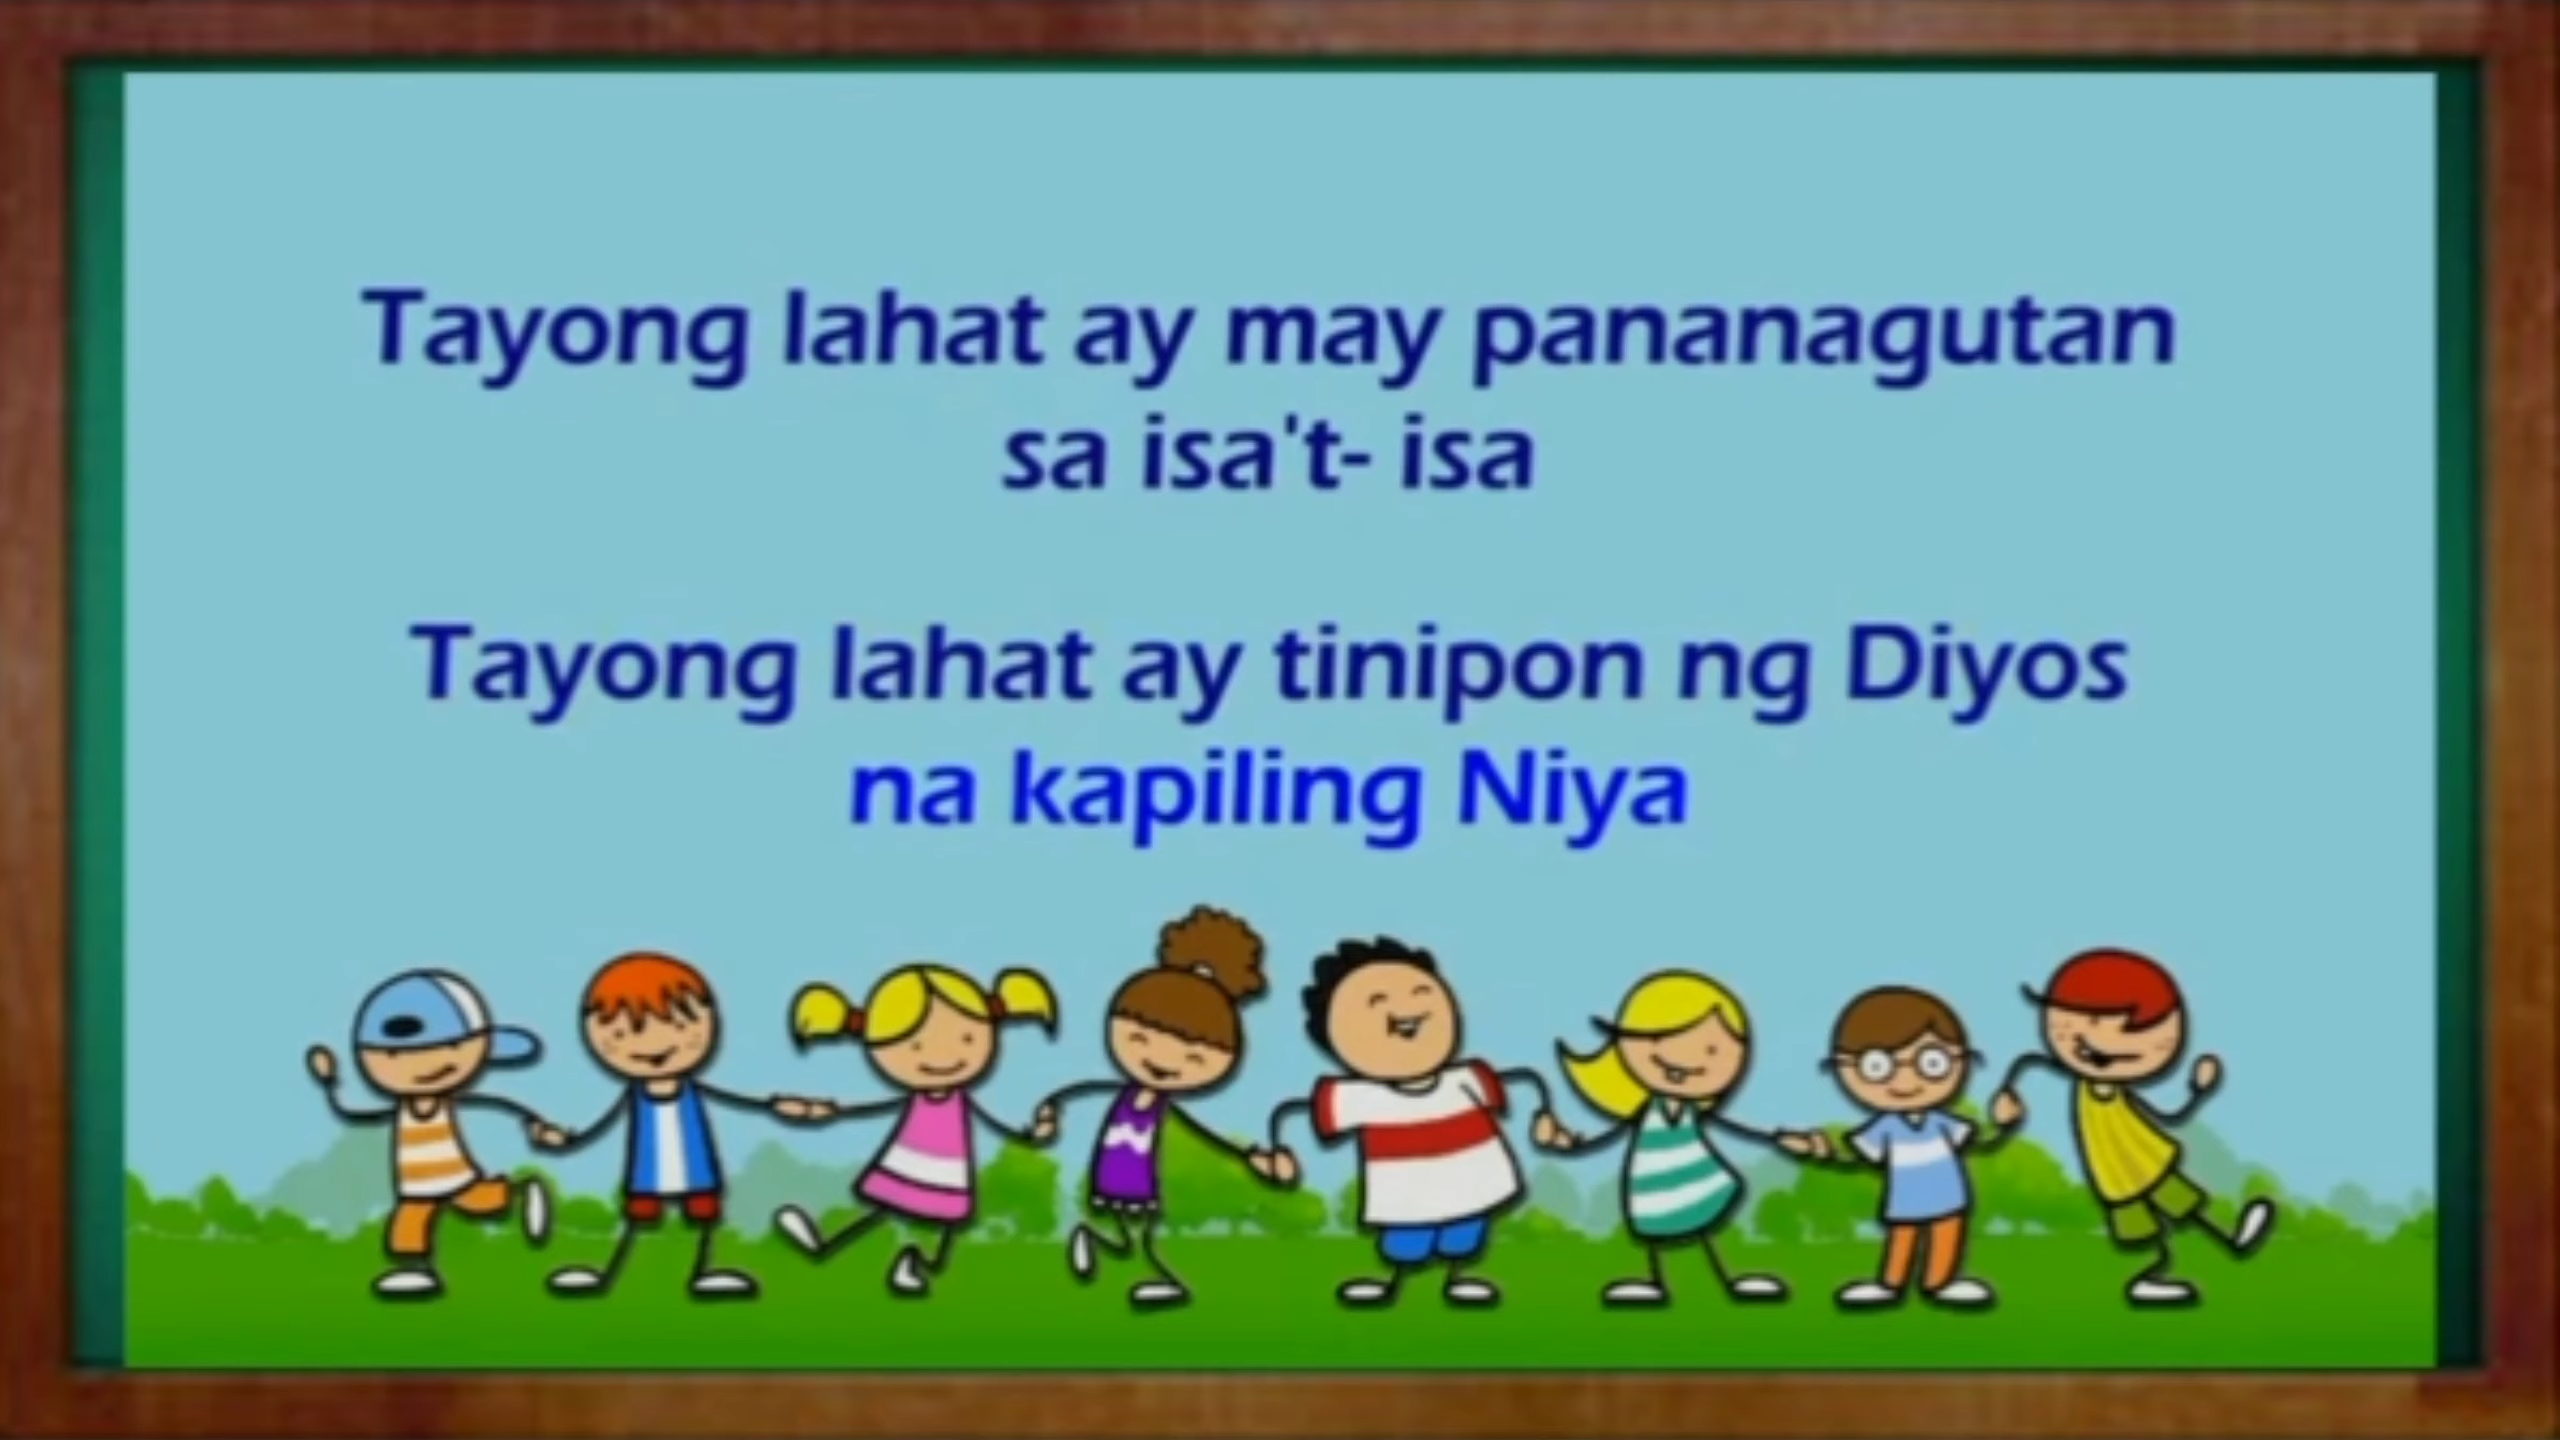 Tayong lahat ay may pananagutan
sa isa't- isa
Tayong lahat ay tinipon ng Diyos
na kapiling Niya